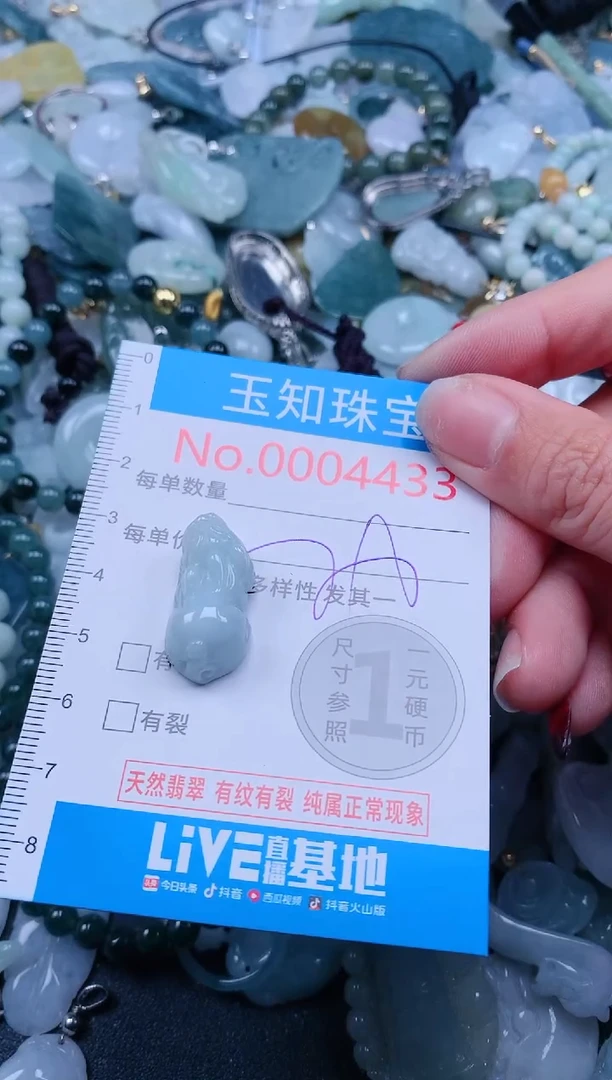 0
1
2
3
4
5
6
7
8
玉知珠宝
No.0004433
每单数量
每单价
多样性 发其一
有
有裂
尺寸参照
1
一元硬币
天然翡翠 有纹有裂 纯属正常现象
LiVE直播基地
今日头条 抖音 西瓜视频 抖音火山版